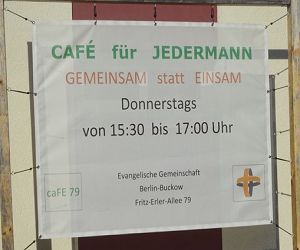 CAFÉ für JEDERMANN
GEMEINSAM statt EINSAM
Donnerstags
von 15:30 bis 17:00 Uhr
Evangelische Gemeinschaft
Berlin-Buckow
Fritz-Erler-Allee 79
caFE 79